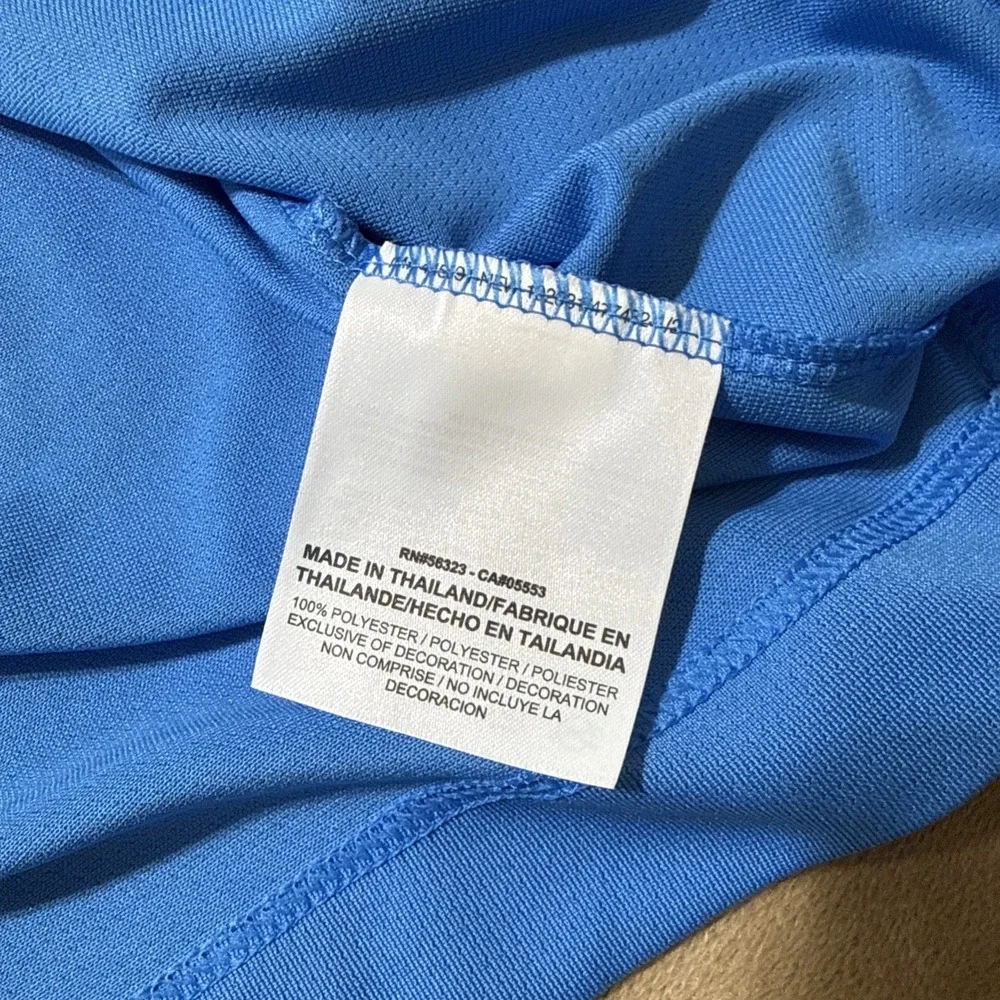 RN#56323 - CA#05553
MADE IN THAILAND/FABRIQUE EN
THAILANDE/HECHO EN TAILANDIA
100% POLYESTER / POLYESTER / POLIESTER
EXCLUSIVE OF DECORATION / DECORATION
NON COMPRISE / NO INCLUYE LA
DECORACION